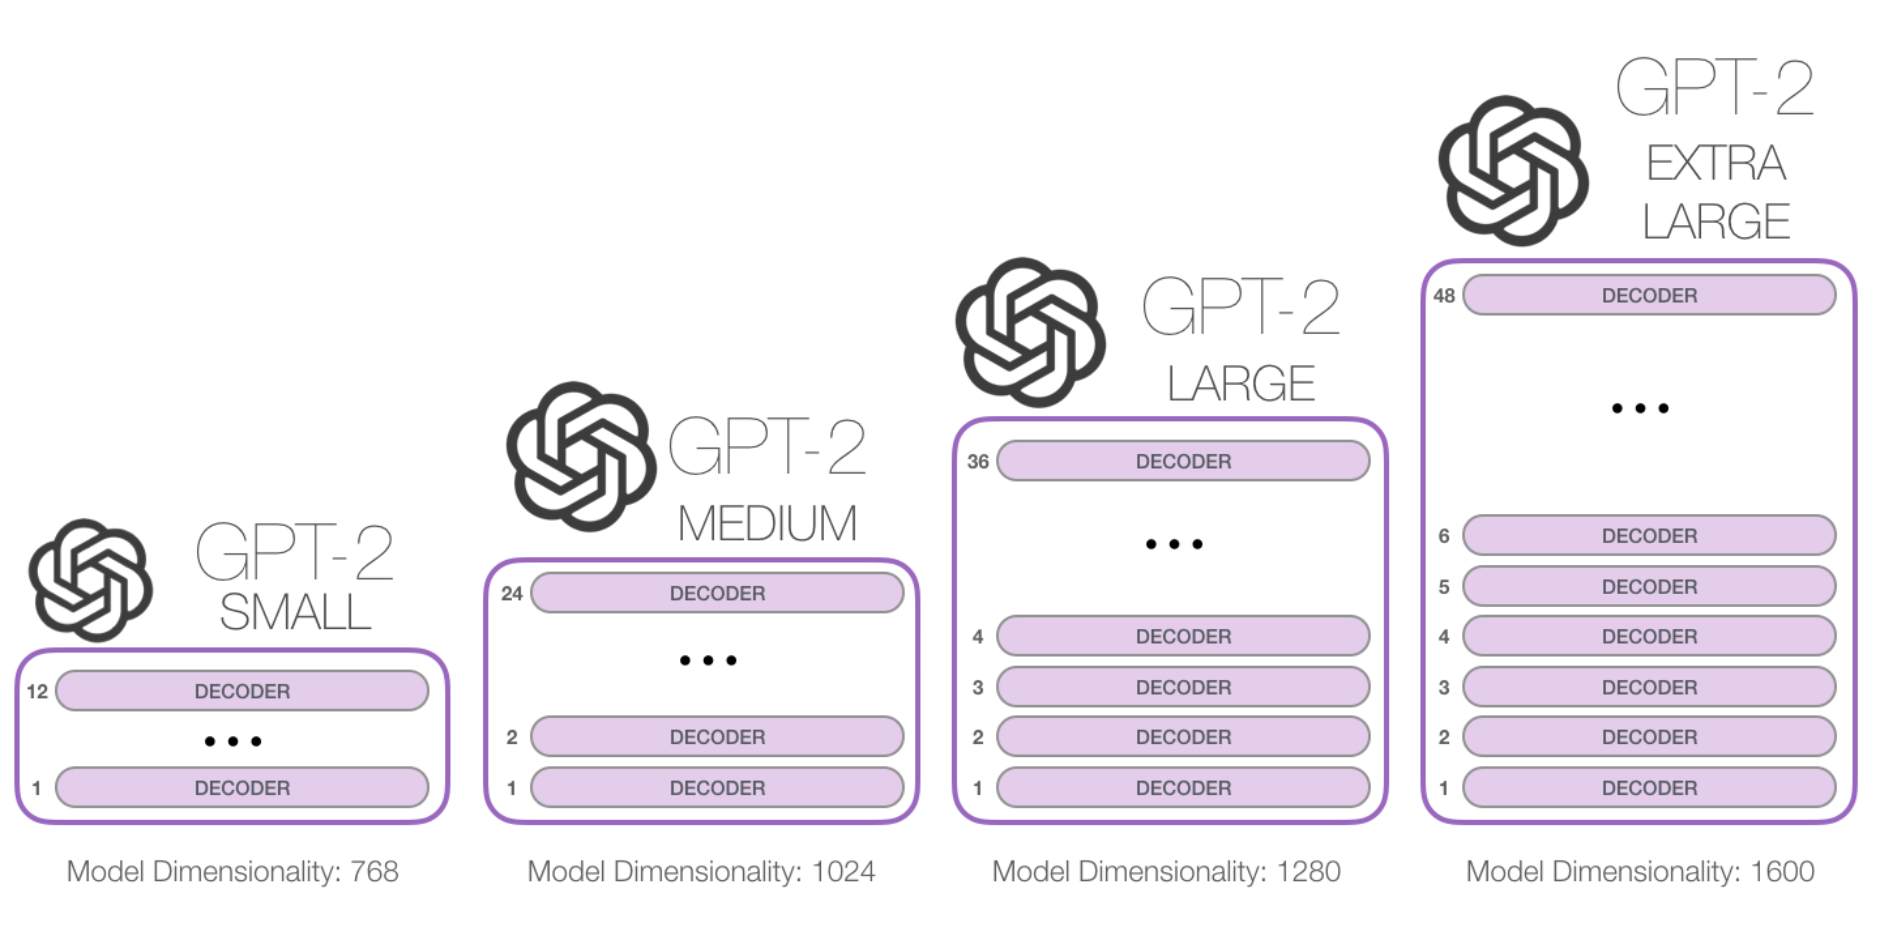 GPT-2
SMALL
12 DECODER
1 DECODER
Model Dimensionality: 768
GPT-2
MEDIUM
24 DECODER
2 DECODER
1 DECODER
Model Dimensionality: 1024
GPT-2
LARGE
36 DECODER
4 DECODER
3 DECODER
2 DECODER
1 DECODER
Model Dimensionality: 1280
GPT-2
EXTRA
LARGE
48 DECODER
6 DECODER
5 DECODER
4 DECODER
3 DECODER
2 DECODER
1 DECODER
Model Dimensionality: 1600